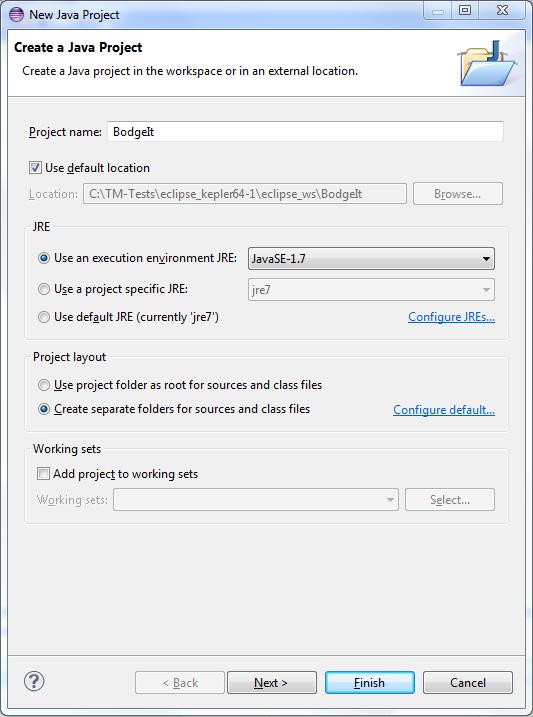 New Java Project
Create a Java Project
Create a Java project in the workspace or in an external location.
Project name: BodgeIt
Use default location
Location: C:\TM-Tests\eclipse_kepler64-1\eclipse_ws\BodgeIt Browse...
JRE
Use an execution environment JRE: JavaSE-1.7
Use a project specific JRE: jre7
Use default JRE (currently 'jre7') Configure JREs...
Project layout
Use project folder as root for sources and class files
Create separate folders for sources and class files Configure default...
Working sets
Add project to working sets
Working sets: Select...
? < Back Next > Finish Cancel